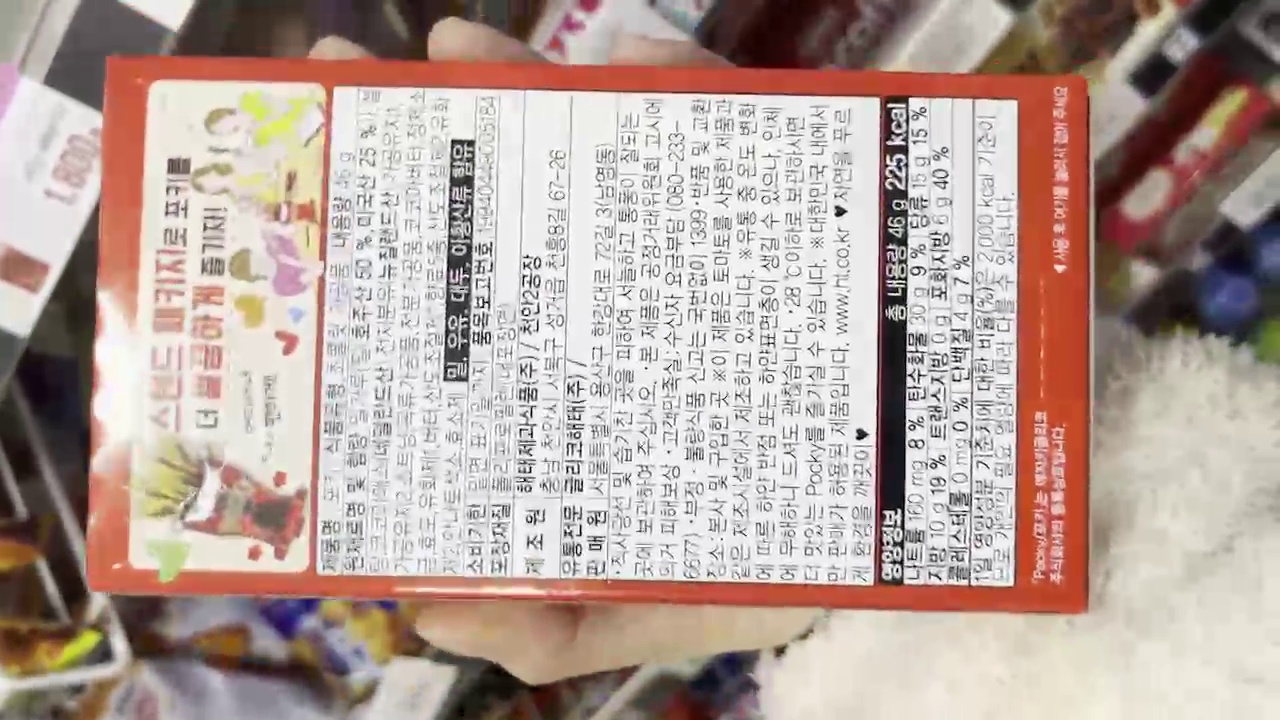 1,800
스탠드 패키지로 포키를
더 발끔하게 즐기자!
제품명 포키 식품유형 초콜릿 가공품 내용량 46 g
원재료명 및 함량 밀가루(밀:호주산 50 %, 미국산 25 %),
코코아매스(네덜란드산), 전지분유(뉴질랜드산), 가공유지1,
가공유지2, 쇼트닝, 곡류가공품, 전분가공품, 코코아버터, 정제소
금, 효모, 유화제1, 버터, 산도조절제1, 향료5종, 산도조절제2, 유화
제2, 안나토색소, 효소제 밀, 우유, 대두, 아황산류 함유
소비기한 밑면 표기일까지 품목보고번호 19940449005184
포장재질 폴리프로필렌(내포장면)
제 조 원 해태제과식품(주) / 천안2공장
충남 천안시 서북구 성거읍 천흥8길 67-26
유통전문 글리코해태(주) /
판 매 원 서울특별시 용산구 한강대로 72길 3(남영동)
·직사광선 및 습기찬 곳을 피하여 서늘하고 통풍이 잘되는
곳에 보관하여 주십시오. ·본 제품은 공정거래위원회 고시에
의거 피해보상 ·고객만족실:수신자 요금부담 (080-233-
6677) ·부정·불량식품 신고는 국번없이 1399·반품 및 교환
장소:본사 및 구입한 곳 ※이 제품은 토마토를 사용한 제품과
같은 제조시설에서 제조하고 있습니다. ※유통 중 온도 변화
에 따른 하얀 반점 또는 하얀표면층이 생길 수 있으나, 인체
에 무해하니 드셔도 괜찮습니다. ·28 ℃이하로 보관하시면
더 맛있는 Pocky를 즐기실 수 있습니다. ※대한민국 내에서
만 판매가 허용된 제품입니다. www.ht.co.kr ♥자연을 푸르
게 환경을 깨끗이♥
영양정보 총 내용량 46 g 225 kcal
나트륨 160 mg 8 % 탄수화물 30 g 9 % 당류 15 g 15 %
지방 10 g 19 % 트랜스지방 0 g 포화지방 6 g 40 %
콜레스테롤 0 mg 0 % 단백질 4 g 7 %
1일 영양성분 기준치에 대한 비율(%)은 2,000 kcal 기준이
므로 개인의 필요 열량에 따라 다를 수 있습니다.
「Pocky/포키」는 에자키글리코
주식회사의 등록상표입니다.
◀사용 후 여기를 눌러서 접어 주세요